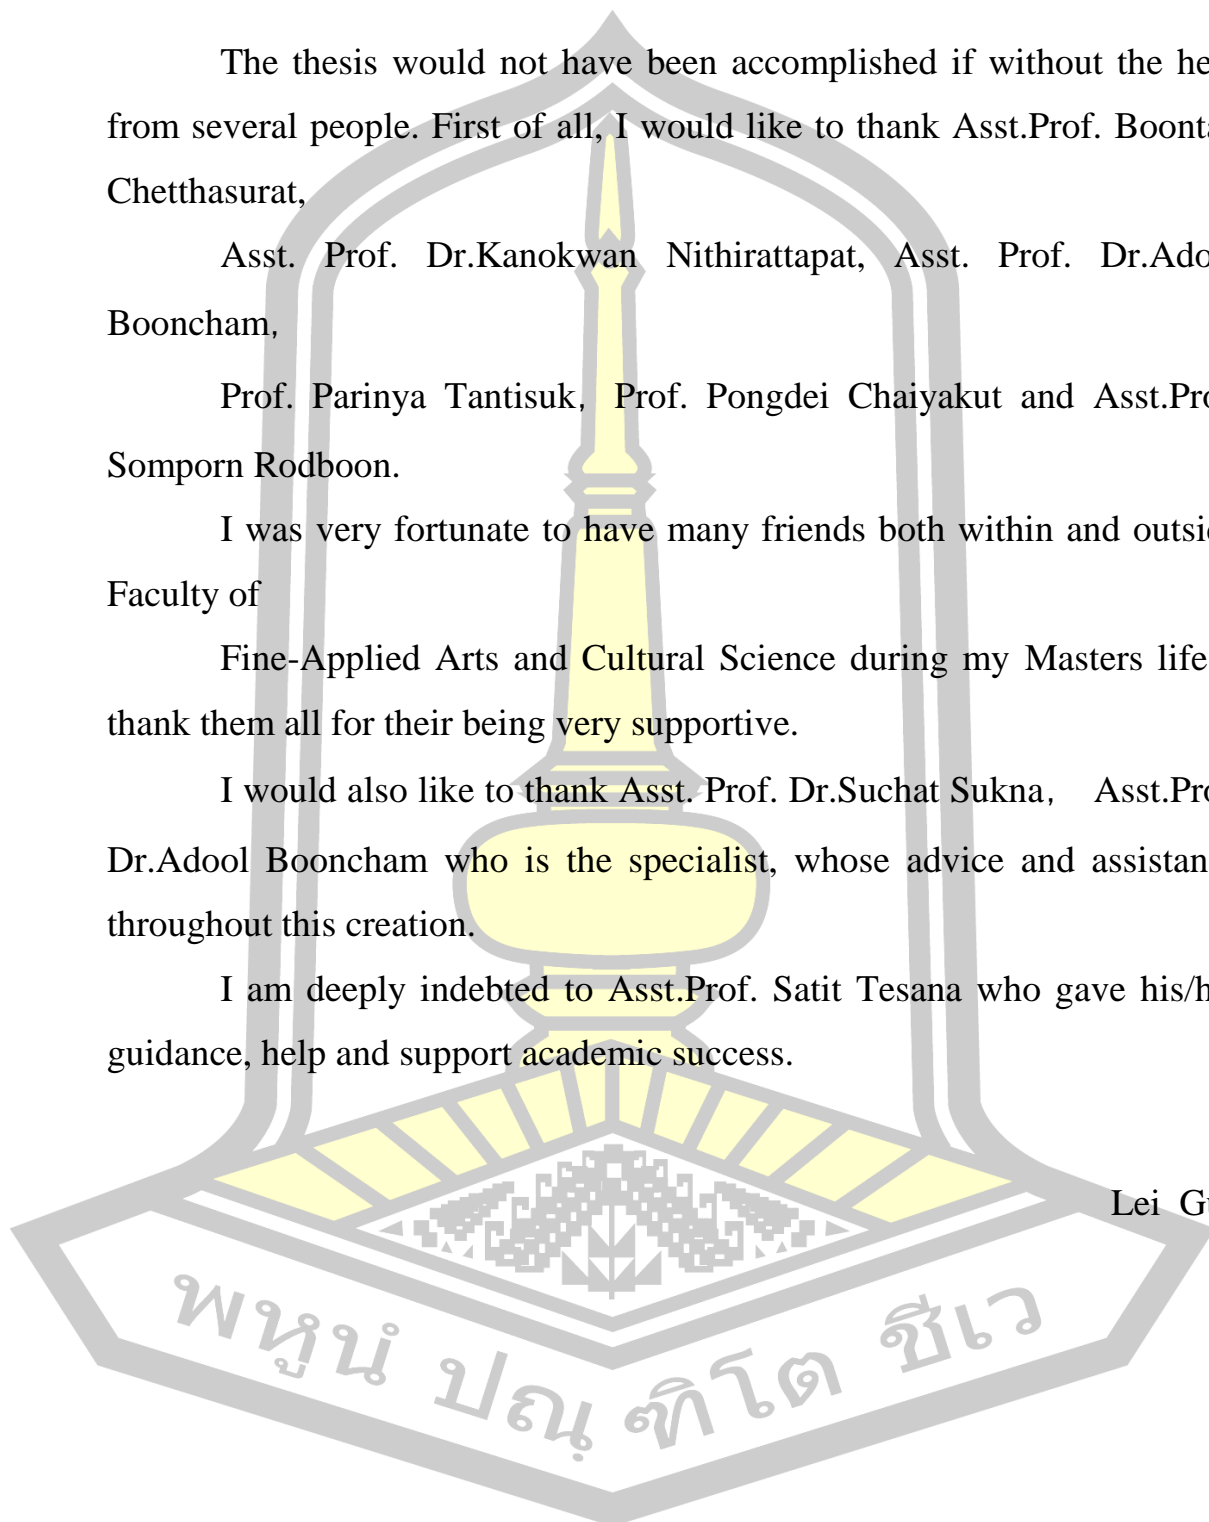 The thesis would not have been accomplished if without the he
from several people. First of all, I would like to thank Asst.Prof. Boonta
Chetthasurat,
Asst. Prof. Dr.Kanokwan Nithirattapat, Asst. Prof. Dr.Ado
Booncham，
Prof. Parinya Tantisuk，Prof. Pongdei Chaiyakut and Asst.Pro
Somporn Rodboon.
I was very fortunate to have many friends both within and outsi
Faculty of
Fine-Applied Arts and Cultural Science during my Masters life
thank them all for their being very supportive.
I would also like to thank Asst. Prof. Dr.Suchat Sukna， Asst.Pro
Dr.Adool Booncham who is the specialist, whose advice and assistan
throughout this creation.
I am deeply indebted to Asst.Prof. Satit Tesana who gave his/h
guidance, help and support academic success.
Lei G
พหูนํ ปณฺฑิโต ชีเว